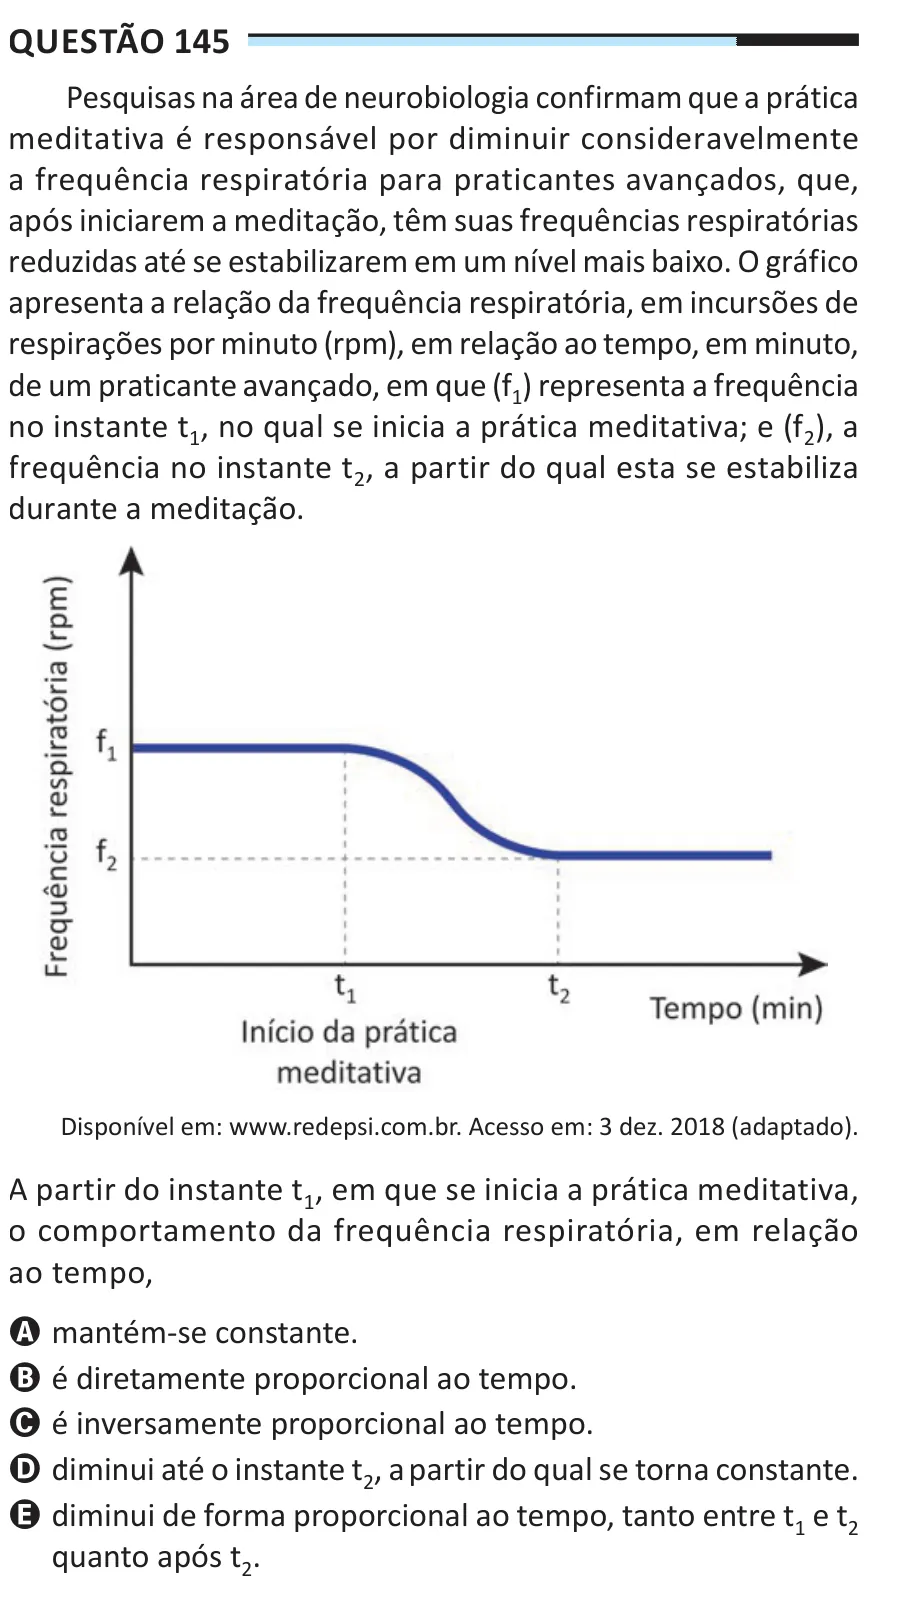 QUESTÃO 145
Pesquisas na área de neurobiologia confirmam que a prática
meditativa é responsável por diminuir consideravelmente
a frequência respiratória para praticantes avançados, que,
após iniciarem a meditação, têm suas frequências respiratórias
reduzidas até se estabilizarem em um nível mais baixo. O gráfico
apresenta a relação da frequência respiratória, em incursões de
respirações por minuto (rpm), em relação ao tempo, em minuto,
de um praticante avançado, em que (f₁) representa a frequência
no instante t₁, no qual se inicia a prática meditativa; e (f₂), a
frequência no instante t₂, a partir do qual esta se estabiliza
durante a meditação.
Frequência respiratória (rpm)
f₁
f₂
t₁
t₂
Tempo (min)
Início da prática
meditativa
Disponível em: www.redepsi.com.br. Acesso em: 3 dez. 2018 (adaptado).
A partir do instante t₁, em que se inicia a prática meditativa,
o comportamento da frequência respiratória, em relação
ao tempo,
A mantém-se constante.
B é diretamente proporcional ao tempo.
C é inversamente proporcional ao tempo.
D diminui até o instante t₂, a partir do qual se torna constante.
E diminui de forma proporcional ao tempo, tanto entre t₁ e t₂
quanto após t₂.